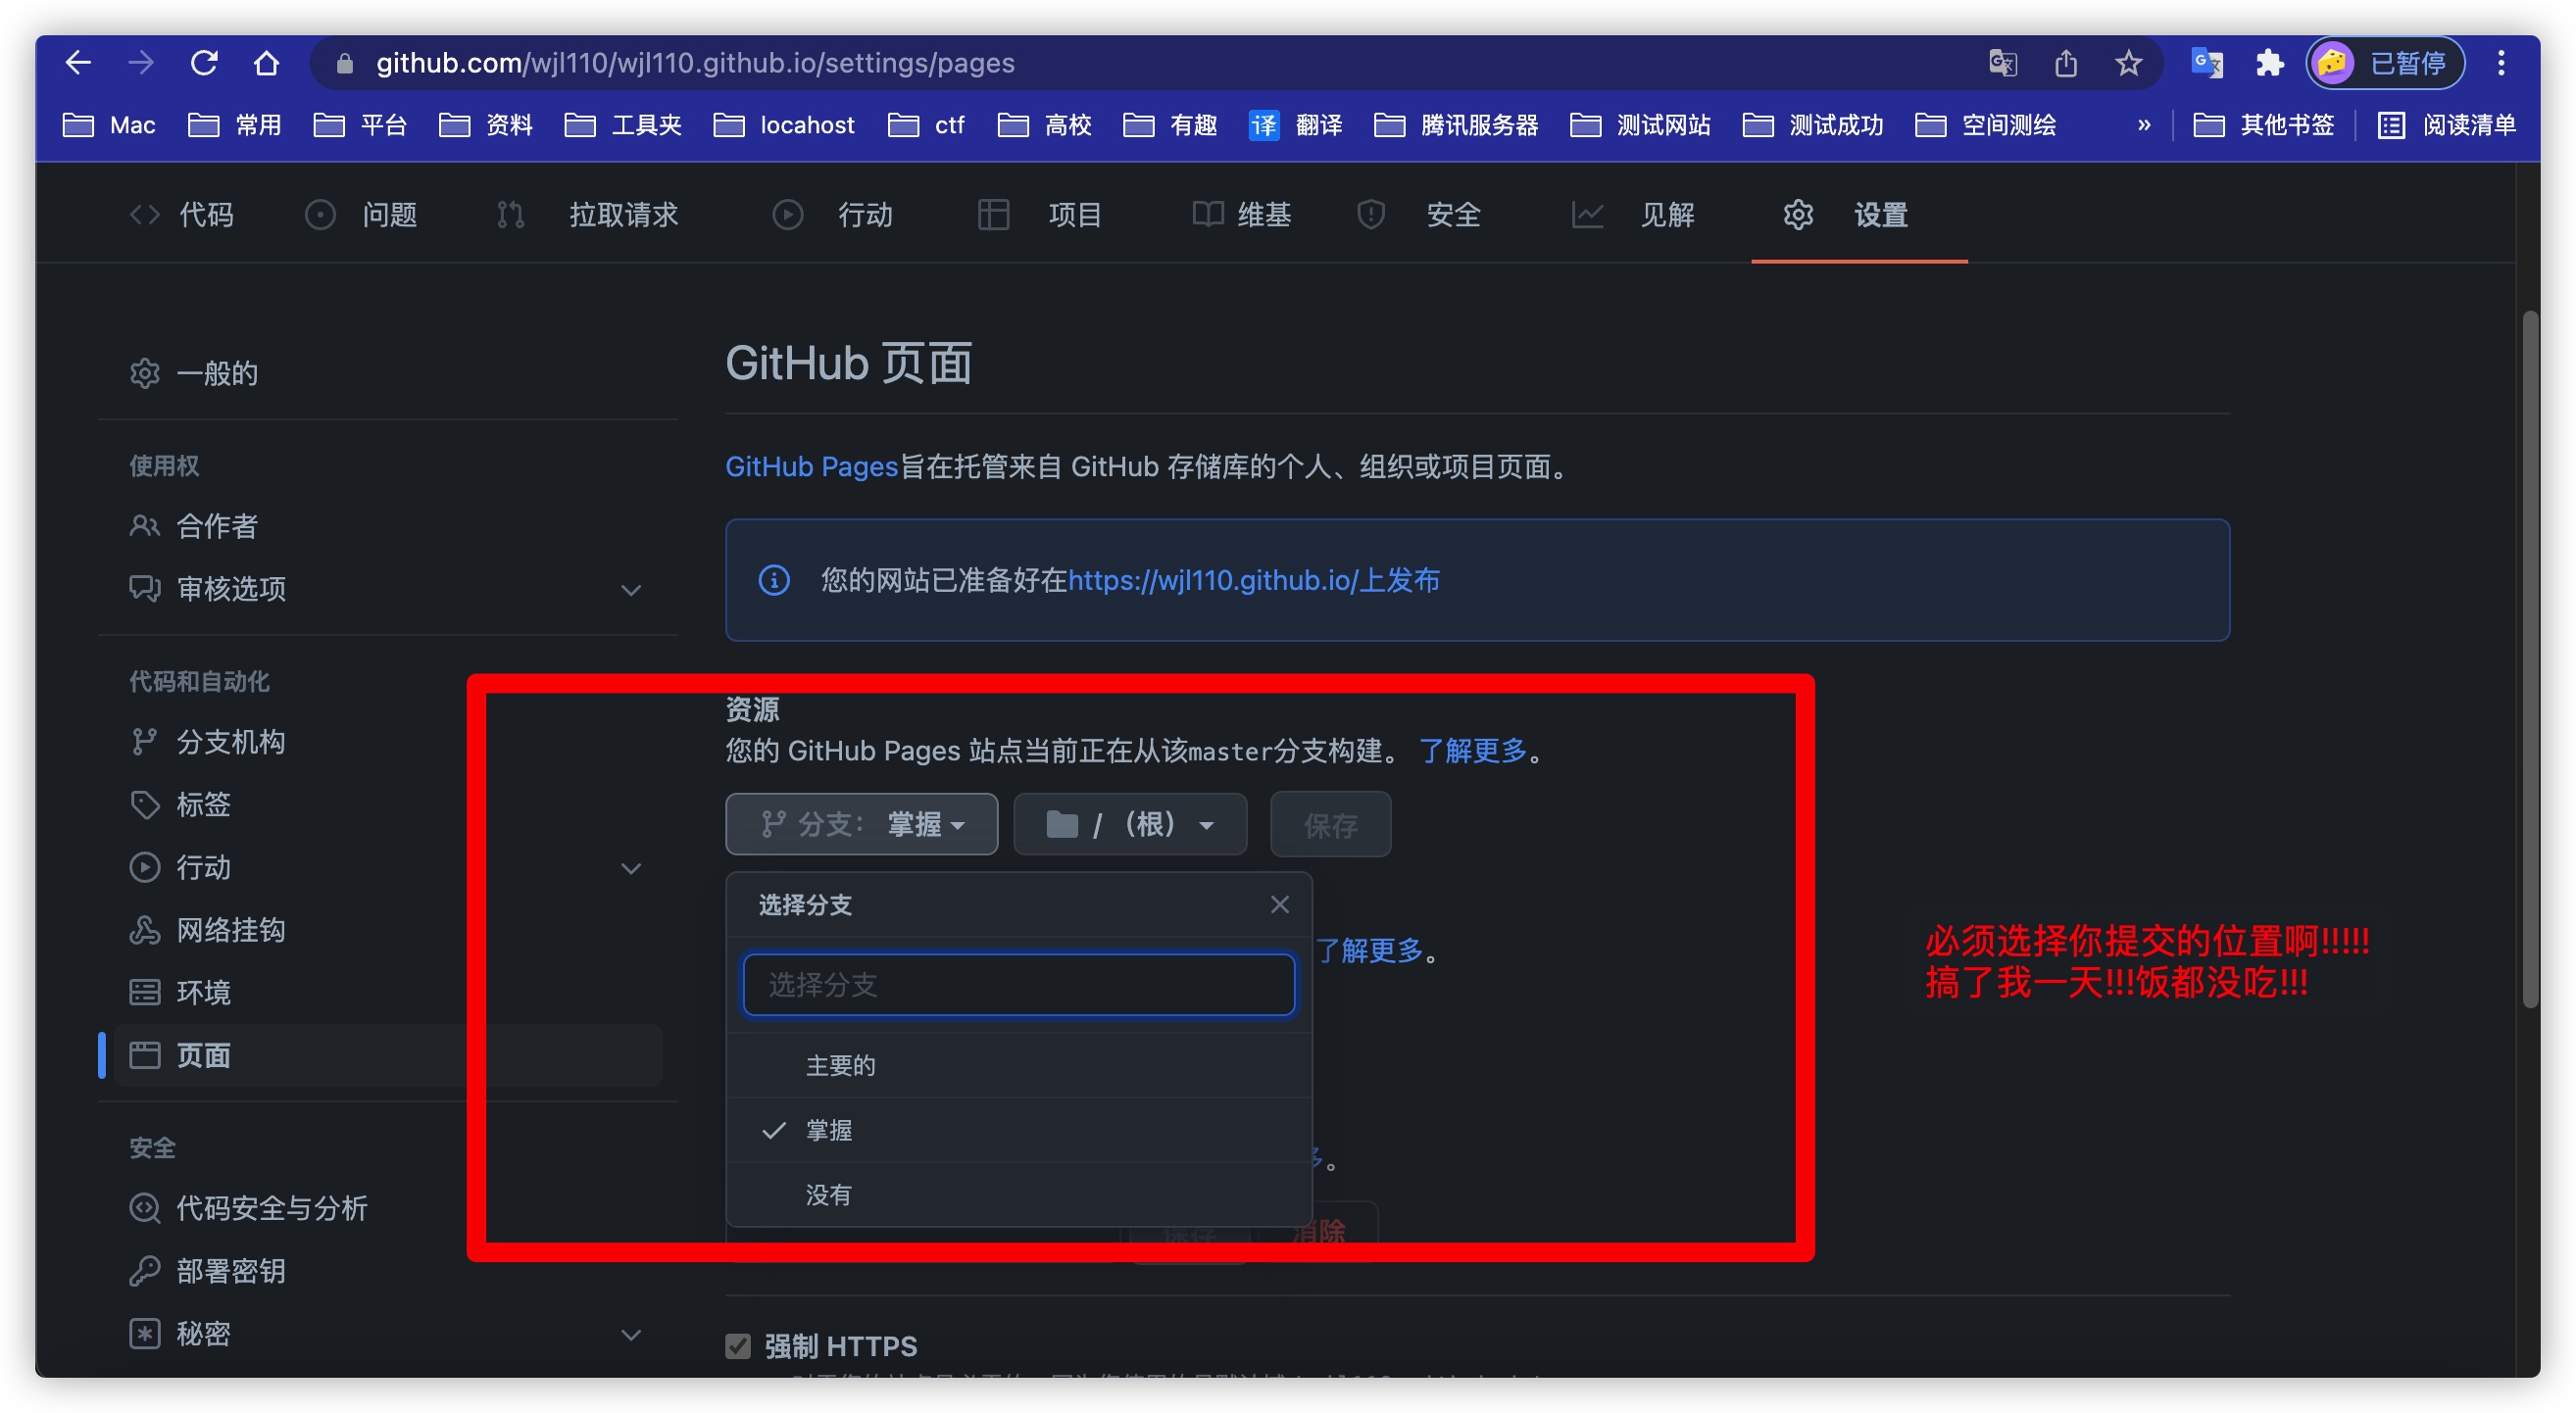 github.com/wjl110/wjl110.github.io/settings/pages
已暂停
Mac 常用 平台 资料 工具夹 locahost ctf 高校 有趣 译 翻译 腾讯服务器 测试网站 测试成功 空间测绘 » 其他书签 阅读清单
代码 问题 拉取请求 行动 项目 维基 安全 见解 设置
一般的
使用权
合作者
审核选项
代码和自动化
分支机构
标签
行动
网络挂钩
环境
页面
安全
代码安全与分析
部署密钥
秘密
GitHub 页面
GitHub Pages旨在托管来自 GitHub 存储库的个人、组织或项目页面。
您的网站已准备好在https://wjl110.github.io/上发布
资源
您的 GitHub Pages 站点当前正在从该master分支构建。 了解更多。
分支： 掌握 / （根） 保存
选择分支
选择分支
了解更多。
主要的
掌握
没有
多。
保存 消除
强制 HTTPS
必须选择你提交的位置啊!!!!!
搞了我一天!!!饭都没吃!!!